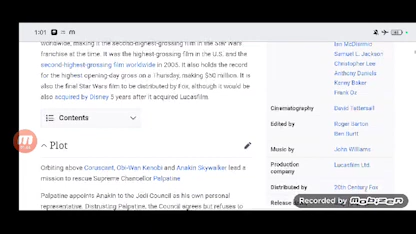 1:01
worldwide, making it the second-highest-grossing film in the Star Wars
franchise at the time. It was the highest-grossing film in the U.S. and the
second-highest-grossing film worldwide in 2005. It also holds the record
for the highest opening-day gross on a Thursday, making $50 million. It is
also the final Star Wars film to be distributed by Fox, although it would be
also acquired by Disney 5 years after it acquired Lucasfilm.
Contents
Plot
Orbiting above Coruscant, Obi-Wan Kenobi and Anakin Skywalker lead a
mission to rescue Supreme Chancellor Palpatine
Palpatine appoints Anakin to the Jedi Council as his own personal
representative. Distrusting Palpatine, the Council agrees but refuses to
Ian McDiarmid
Samuel L. Jackson
Christopher Lee
Anthony Daniels
Kenny Baker
Frank Oz
Cinematography David Tattersall
Edited by Roger Barton
Ben Burtt
Music by John Williams
Production company Lucasfilm Ltd.
Distributed by 20th Century Fox
Release
Recorded by Mobizen